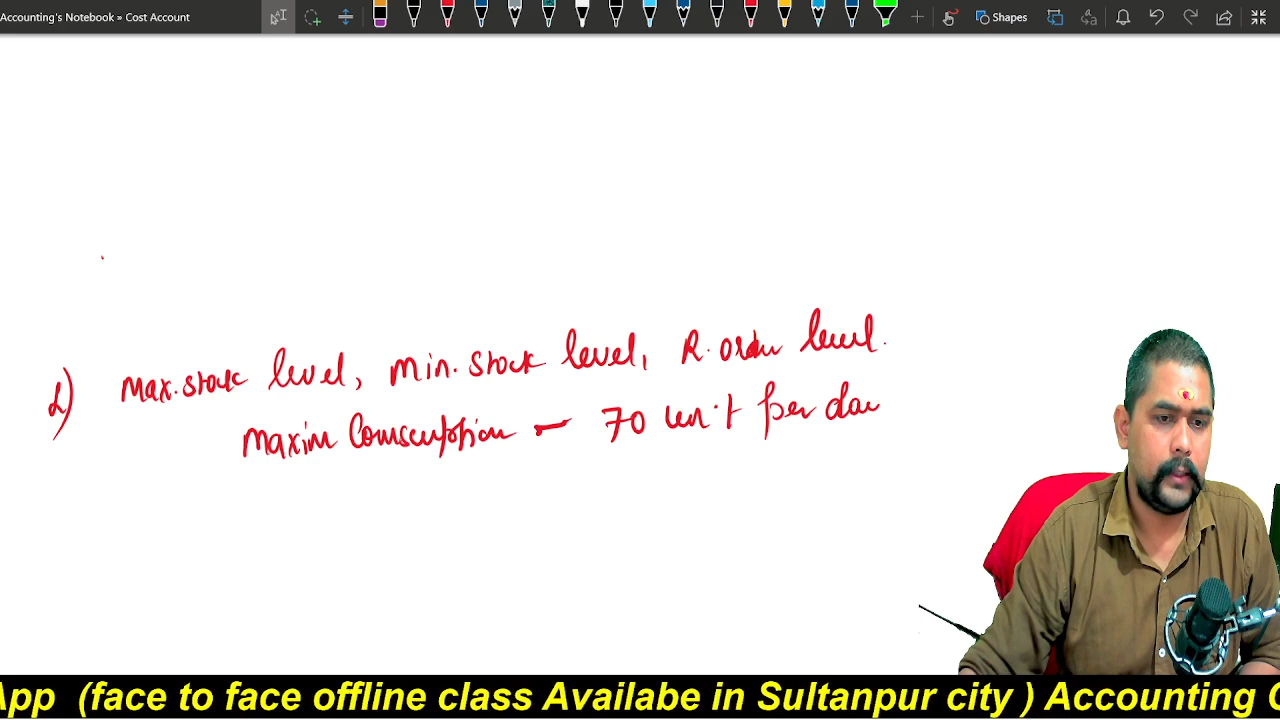 Accounting's Notebook » Cost Account
Shapes
Max. stock level, Min. stock level, R. order level.
Maxim Consumption - 70 unit per day
App (face to face offline class Availabe in Sultanpur city ) Accounting